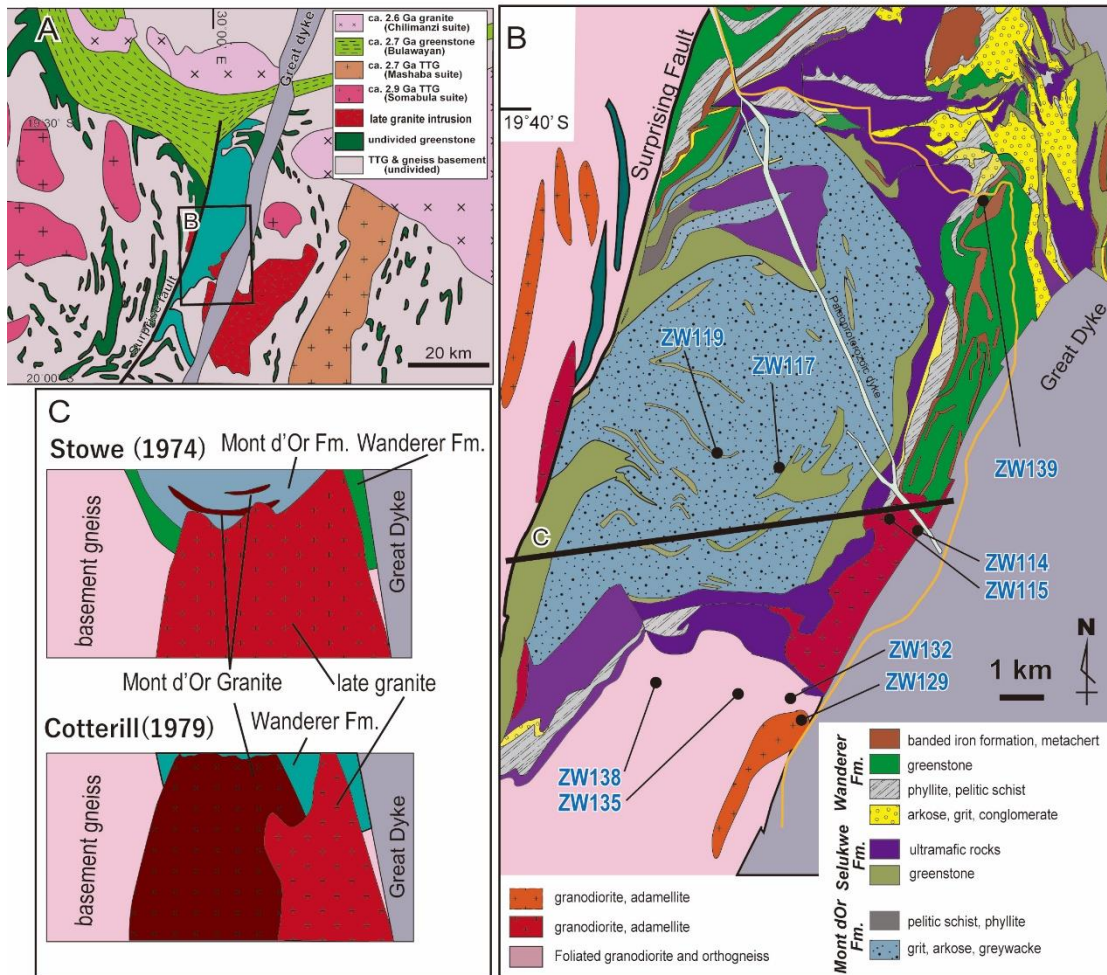 A
30°00' E
Great dyke
19°30' S
B
Surprise fault
20°00' S
20 km
ca. 2.6 Ga granite
(Chilimanzi suite)
ca. 2.7 Ga greenstone
(Bulawayan)
ca. 2.7 Ga TTG
(Mashaba suite)
ca. 2.9 Ga TTG
(Somabula suite)
late granite intrusion
undivided greenstone
TTG & gneiss basement
(undivided)
B
19°40' S
Surprising Fault
Great Dyke
ZW119
ZW117
ZW139
C
ZW114
ZW115
ZW132
ZW129
ZW138
ZW135
N
1 km
granodiorite, adamellite
granodiorite, adamellite
Foliated granodiorite and orthogneiss
Wanderer Fm.
banded iron formation, metachert
greenstone
phyllite, pelitic schist
arkose, grit, conglomerate
Selukwe Fm.
ultramafic rocks
greenstone
Mont d'Or Fm.
pelitic schist, phyllite
grit, arkose, greywacke
C
Stowe (1974)
Mont d'Or Fm.
Wanderer Fm.
basement gneiss
Great Dyke
Mont d'Or Granite
late granite
Cotterill(1979)
Wanderer Fm.
basement gneiss
Great Dyke